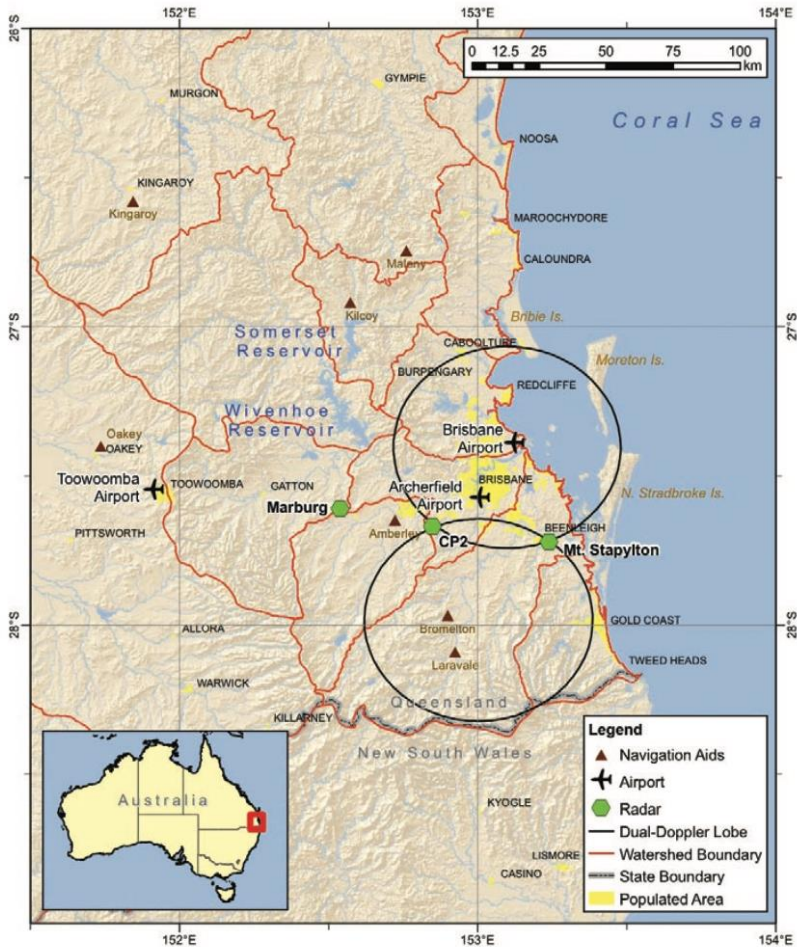 152°E
153°E
154°E
26°S
0 12.5 25 50 75 100
km
GYMPIE
MURGON
Coral Sea
NOOSA
KINGAROY
Kingaroy
MAROOCHYDORE
Maleny
CALOUNDRA
Kilcoy
Bribie Is.
27°S
27°S
Somerset
Reservoir
CABOOLTURE
Moreton Is.
BURPENGARY
REDCLIFFE
Wivenhoe
Reservoir
Oakey
OAKEY
Brisbane
Airport
Toowoomba
Airport
TOOWOOMBA
GATTON
Archerfield
Airport
BRISBANE
N. Stradbroke Is.
Marburg
PITTSWORTH
Amberley
CP2
BEENLEIGH
Mt. Stapylton
28°S
28°S
ALLORA
Bromelton
GOLD COAST
Laravale
TWEED HEADS
WARWICK
Queensland
KILLARNEY
New South Wales
Australia
KYOGLE
LISMORE
CASINO
Legend
Navigation Aids
Airport
Radar
Dual-Doppler Lobe
Watershed Boundary
State Boundary
Populated Area
152°E
153°E
154°E